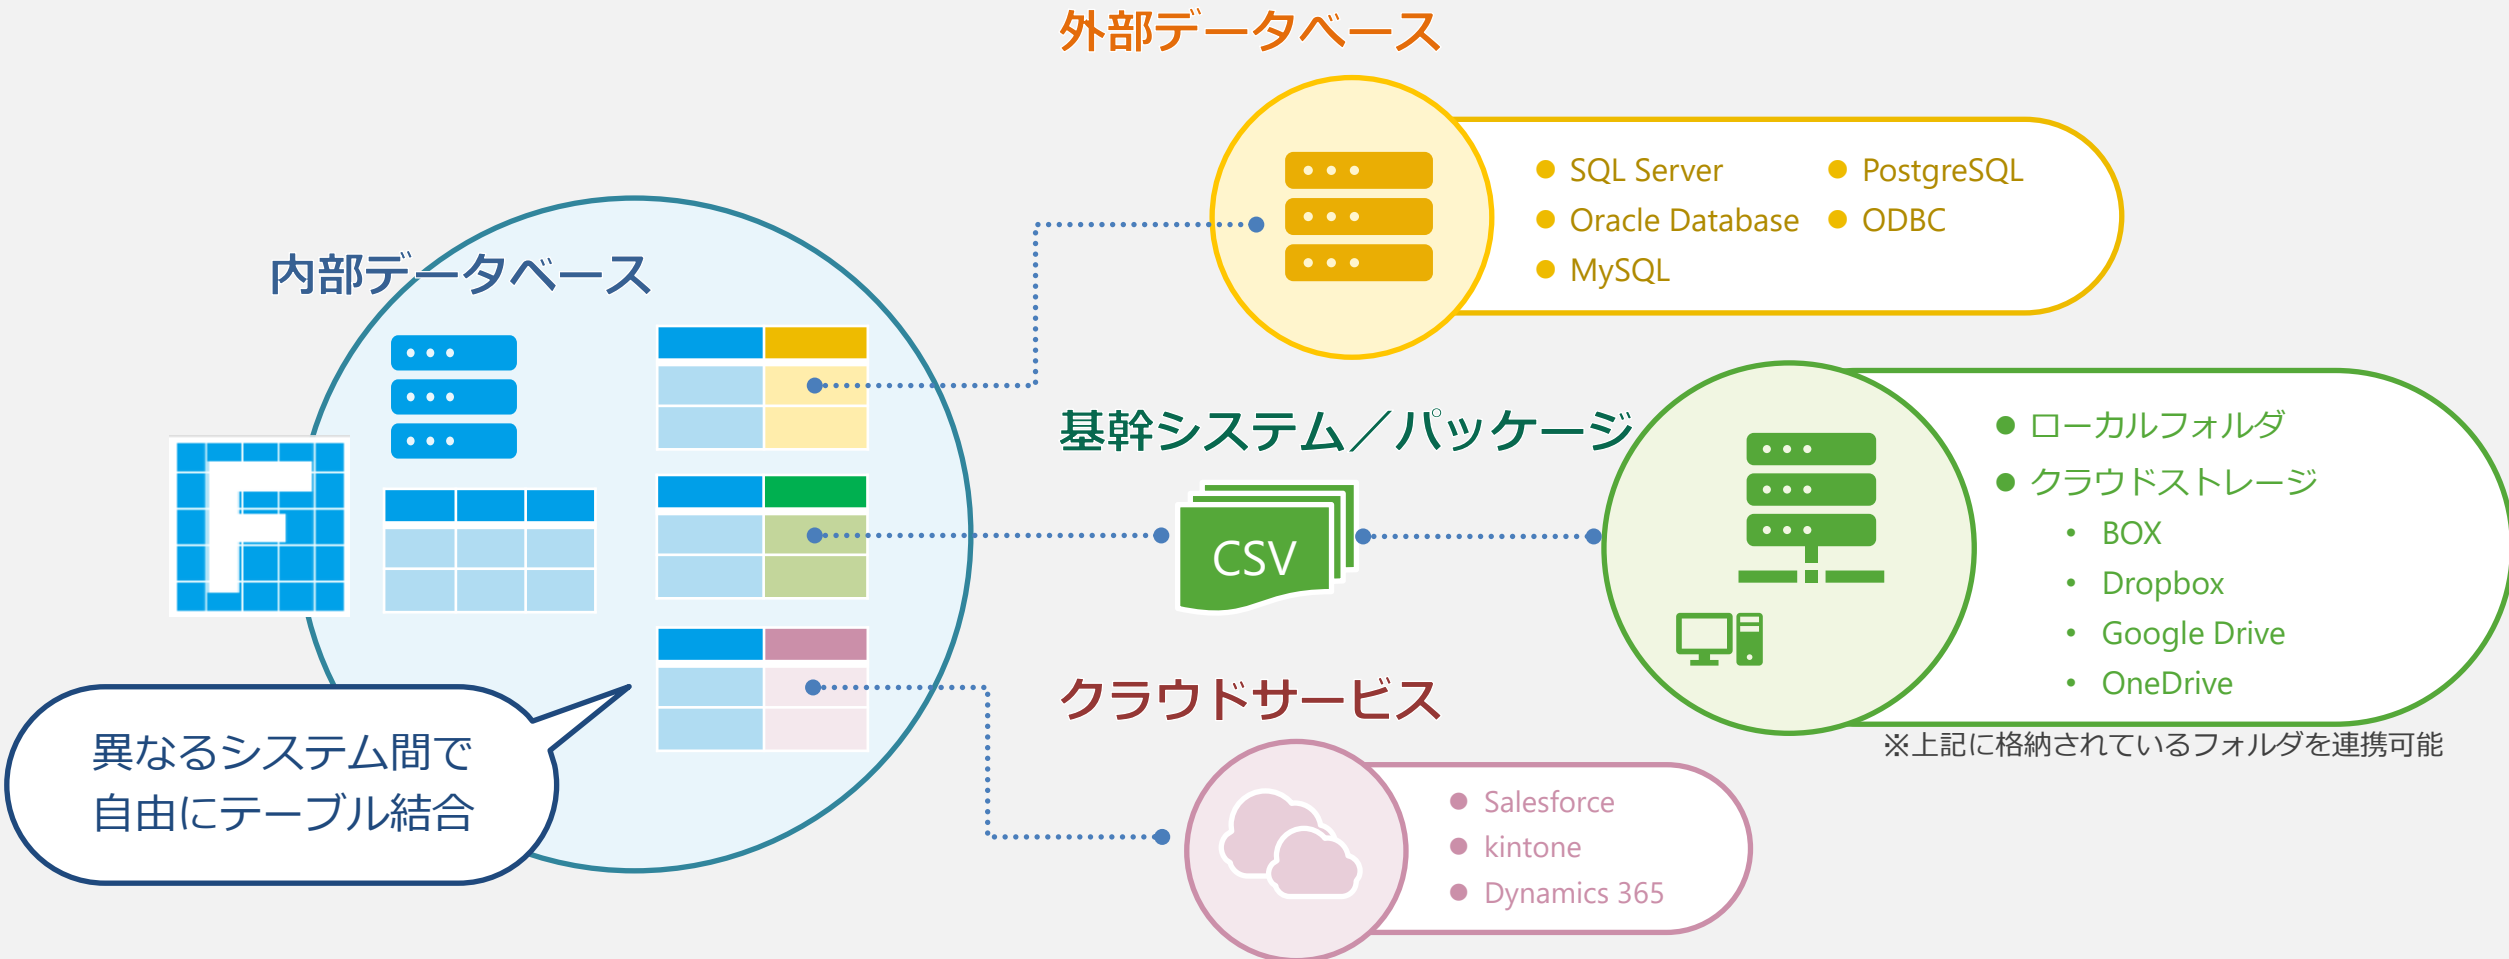 外部データベース
SQL Server
Oracle Database
MySQL
PostgreSQL
ODBC
内部データベース
F
異なるシステム間で
自由にテーブル結合
基幹システム／パッケージ
CSV
ローカルフォルダ
クラウドストレージ
BOX
Dropbox
Google Drive
OneDrive
※上記に格納されているフォルダを連携可能
クラウドサービス
Salesforce
kintone
Dynamics 365